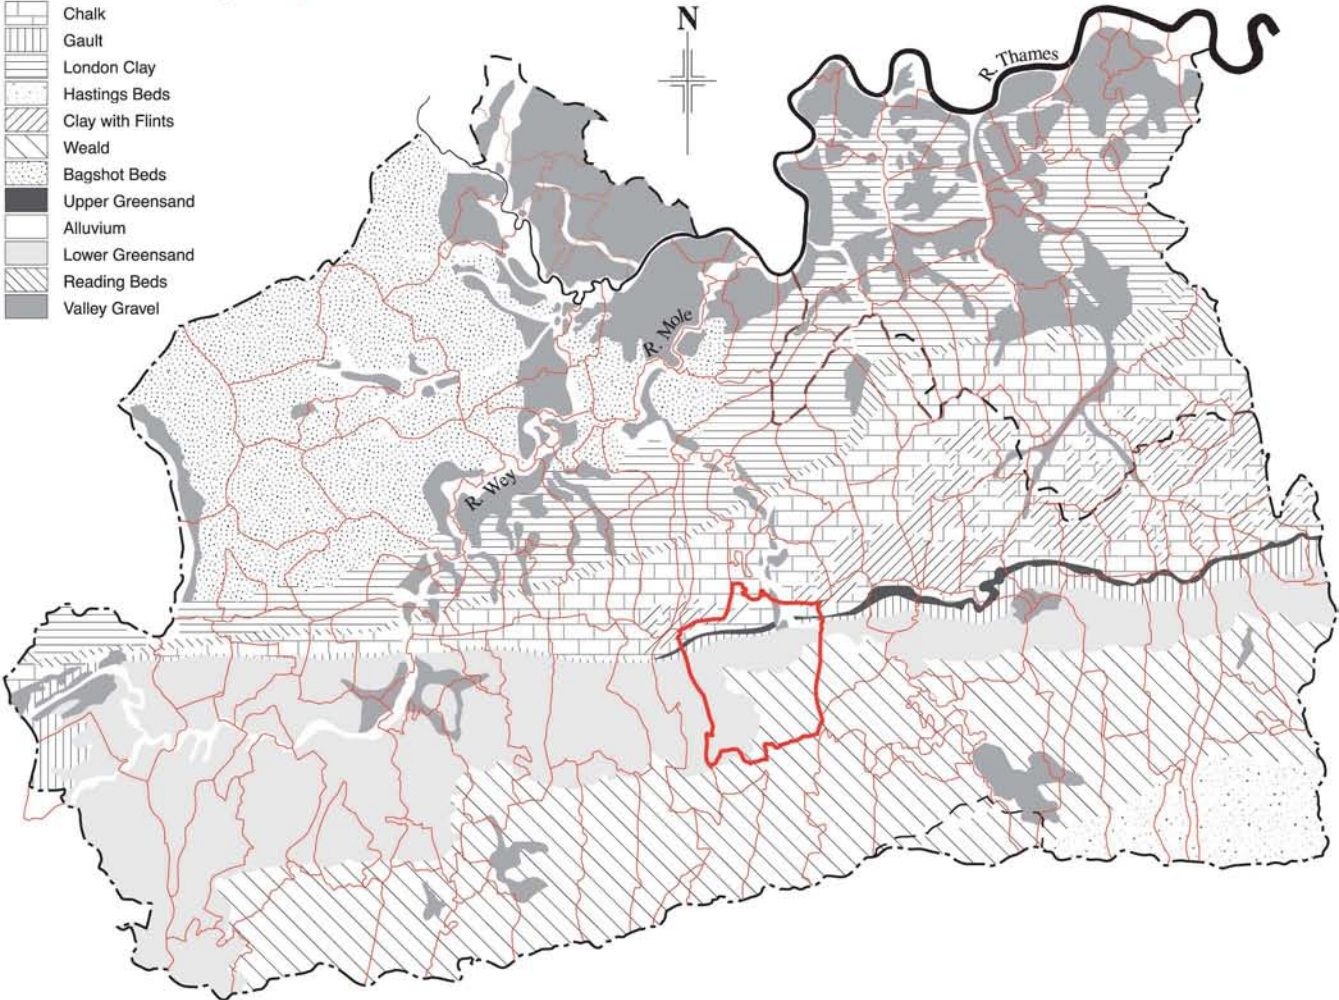 Chalk
Gault
London Clay
Hastings Beds
Clay with Flints
Weald
Bagshot Beds
Upper Greensand
Alluvium
Lower Greensand
Reading Beds
Valley Gravel
N
R. Thames
R. Mole
R. Wey